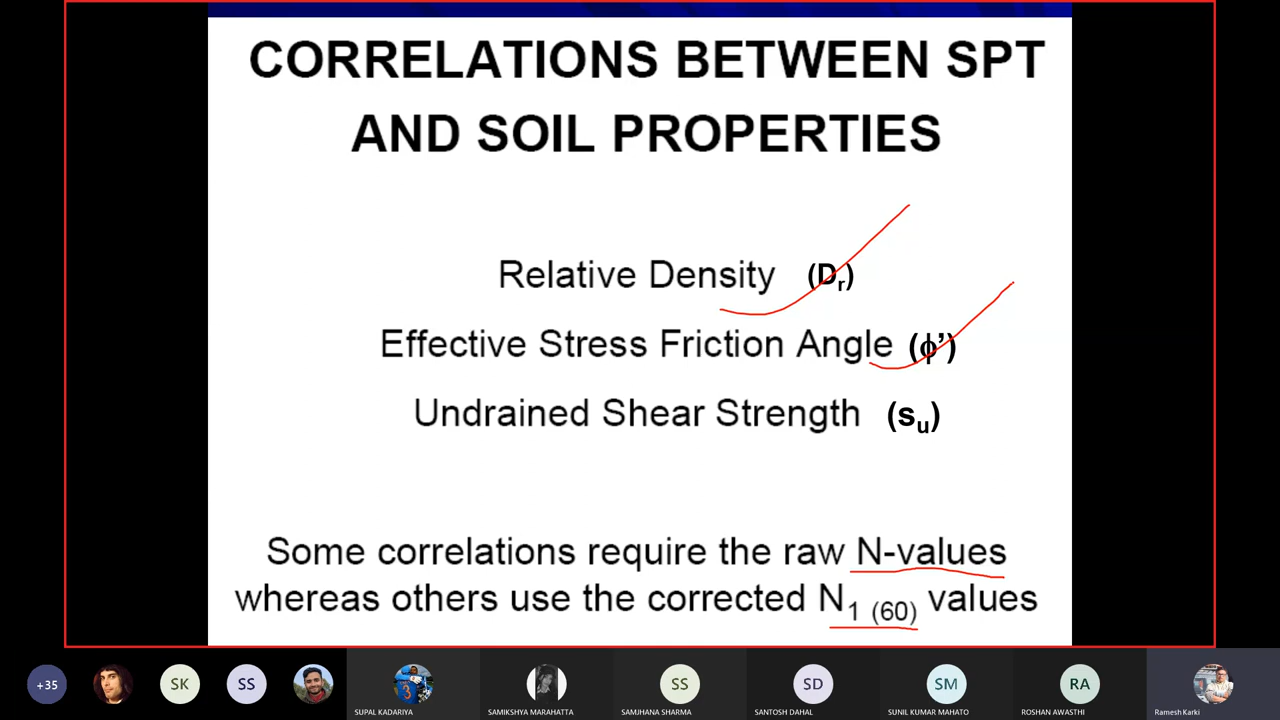 CORRELATIONS BETWEEN SPT
AND SOIL PROPERTIES
Relative Density (Dr)
Effective Stress Friction Angle (ϕ’)
Undrained Shear Strength (su)
Some correlations require the raw N-values
whereas others use the corrected N1 (60) values
+35
SK
SS
SS
SD
SM
RA
SUPAL KADARIYA
SAMIKSHYA MARAHATTA
SAMJHANA SHARMA
SANTOSH DAHAL
SUNIL KUMAR MAHATO
ROSHAN AWASTHI
Ramesh Karki